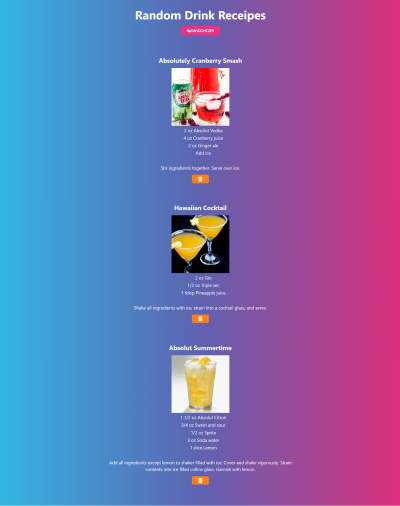 Random Drink Receipes
RANDOMIZER
Absolutely Cranberry Smash
2 oz Absolut Vodka
4 oz Cranberry juice
2 oz Ginger ale
Add Ice
Stir ingredients together. Serve over ice.
Hawaiian Cocktail
2 oz Gin
1/2 oz Triple sec
1 tblsp Pineapple juice
Shake all ingredients with ice, strain into a cocktail glass, and serve.
Absolut Summertime
1 1/2 oz Absolut Citron
3/4 oz Sweet and sour
1/2 oz Sprite
3 oz Soda water
1 slice Lemon
Add all ingredients except lemon to shaker filled with ice. Cover and shake vigorously. Strain
contents into ice filled collins glass. Garnish with lemon.